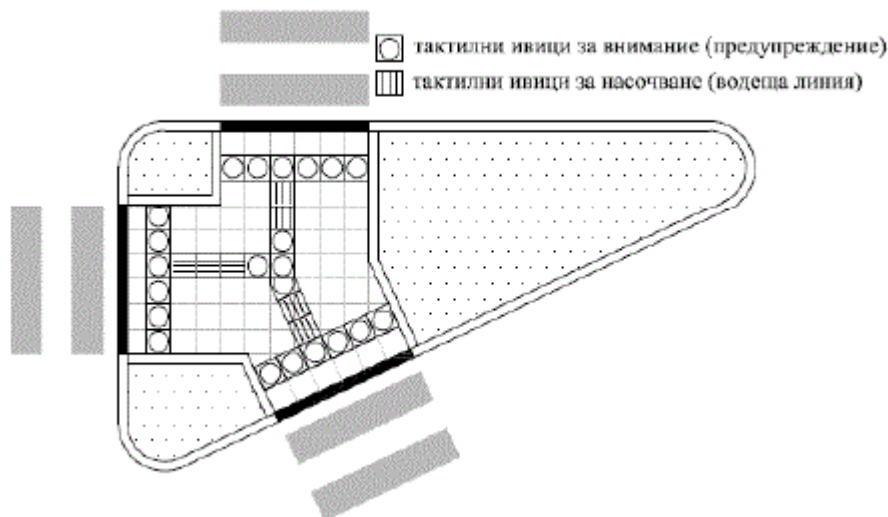 тактилни ивици за внимание (предупреждение)
тактилни ивици за насочване (водеща линия)